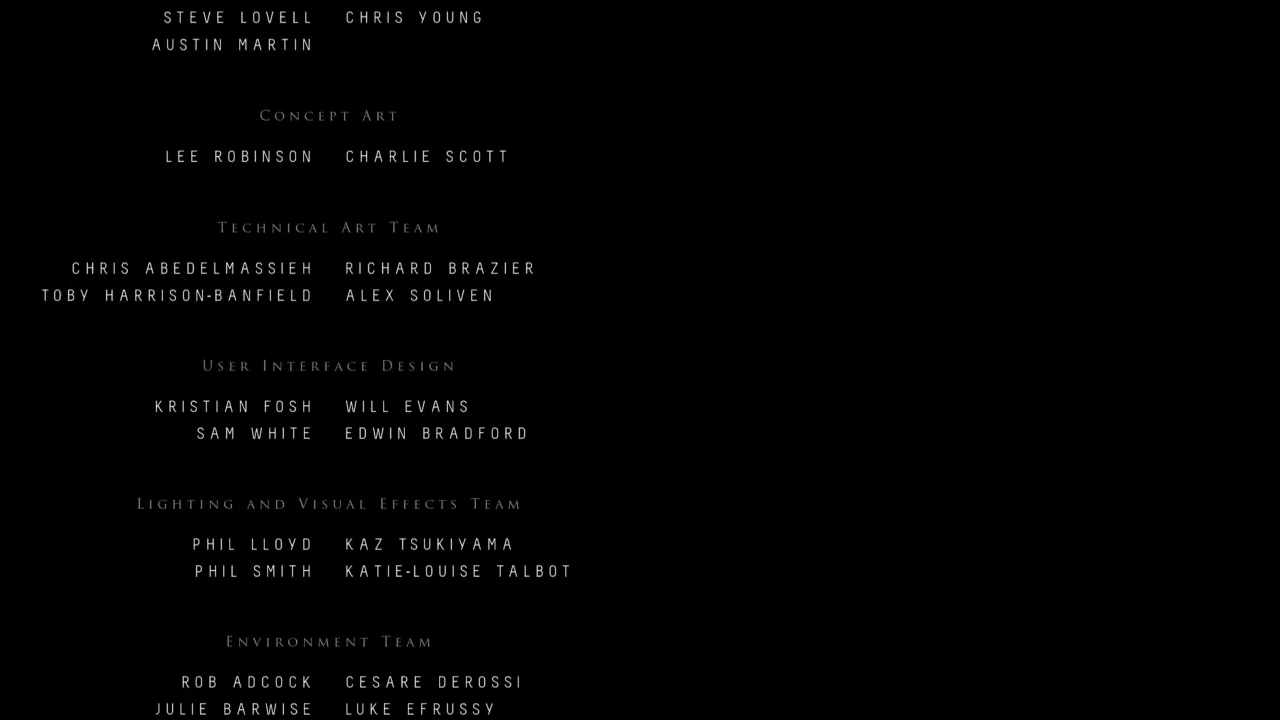 STEVE LOVELL CHRIS YOUNG
AUSTIN MARTIN
CONCEPT ART
LEE ROBINSON CHARLIE SCOTT
TECHNICAL ART TEAM
CHRIS ABEDELMASSIEH RICHARD BRAZIER
TOBY HARRISON-BANFIELD ALEX SOLIVEN
USER INTERFACE DESIGN
KRISTIAN FOSH WILL EVANS
SAM WHITE EDWIN BRADFORD
LIGHTING AND VISUAL EFFECTS TEAM
PHIL LLOYD KAZ TSUKIYAMA
PHIL SMITH KATIE-LOUISE TALBOT
ENVIRONMENT TEAM
ROB ADCOCK CESARE DEROSSI
JULIE BARWISE LUKE EFRUSSY